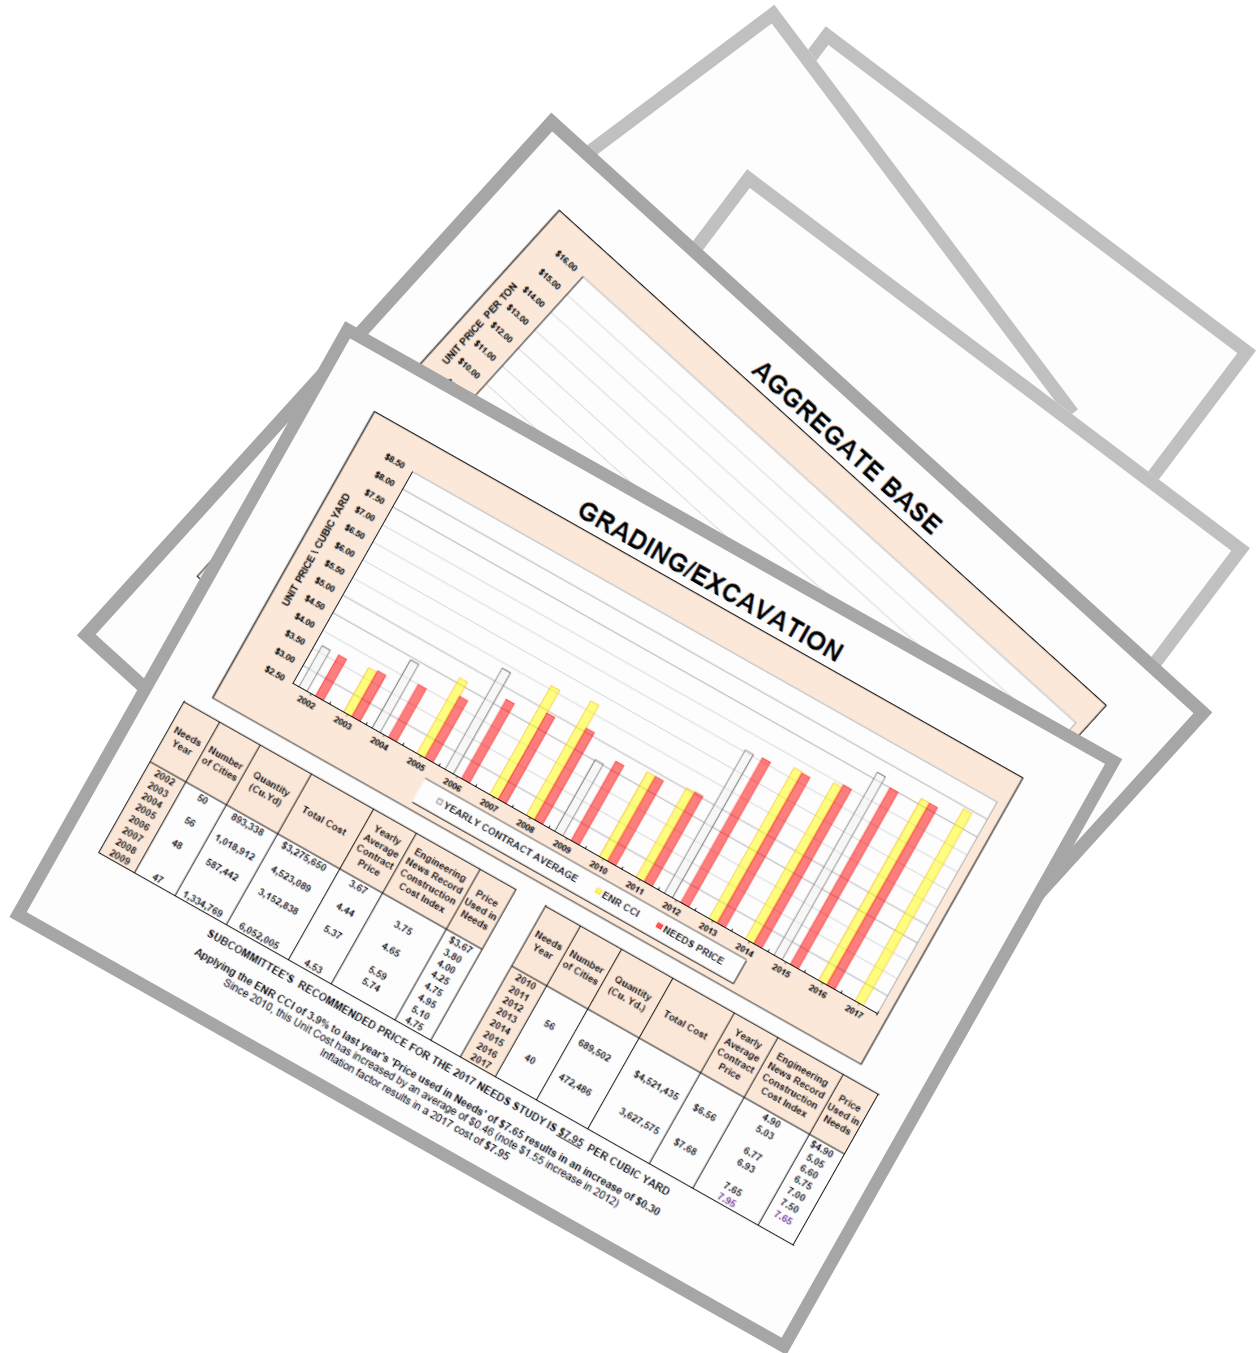 AGGREGATE BASE
UNIT PRICE PER TON
$16.00
$15.00
$14.00
$13.00
$12.00
$11.00
$10.00
GRADING/EXCAVATION
UNIT PRICE \ CUBIC YARD
$8.50
$8.00
$7.50
$7.00
$6.50
$6.00
$5.50
$5.00
$4.50
$4.00
$3.50
$3.00
$2.50
2002 2003 2004 2005 2006 2007 2008 2009 2010 2011 2012 2013 2014 2015 2016 2017
YEARLY CONTRACT AVERAGE ENR CCI NEEDS PRICE
Needs Year Number of Cities Quantity (Cu.Yd) Total Cost Yearly Average Contract Price Engineering News Record Construction Cost Index Price Used in Needs
2002 50 893,338 $3,275,650 3.67 $3.67
2003 3.75 3.80
2004 56 1,018,912 4,523,089 4.44 4.00
2005 4.65 4.25
2006 48 587,442 3,152,838 5.37 4.75
2007 5.59 4.95
2008 5.74 5.10
2009 47 1,334,769 6,052,005 4.53 4.75
Needs Year Number of Cities Quantity (Cu. Yd.) Total Cost Yearly Average Contract Price Engineering News Record Construction Cost Index Price Used in Needs
2010 4.90 $4.90
2011 5.03 5.05
2012 56 689,502 $4,521,435 $6.56 6.60
2013 6.77 6.75
2014 6.93 7.00
2015 40 472,486 3,627,575 $7.68 7.50
2016 7.65 7.65
2017 7.95
SUBCOMMITTEE'S RECOMMENDED PRICE FOR THE 2017 NEEDS STUDY IS $7.95 PER CUBIC YARD
Applying the ENR CCI of 3.9% to last year's 'Price used in Needs' of $7.65 results in an increase of $0.30
Since 2010, this Unit Cost has increased by an average of $0.46 (note $1.55 increase in 2012)
Inflation factor results in a 2017 cost of $7.95